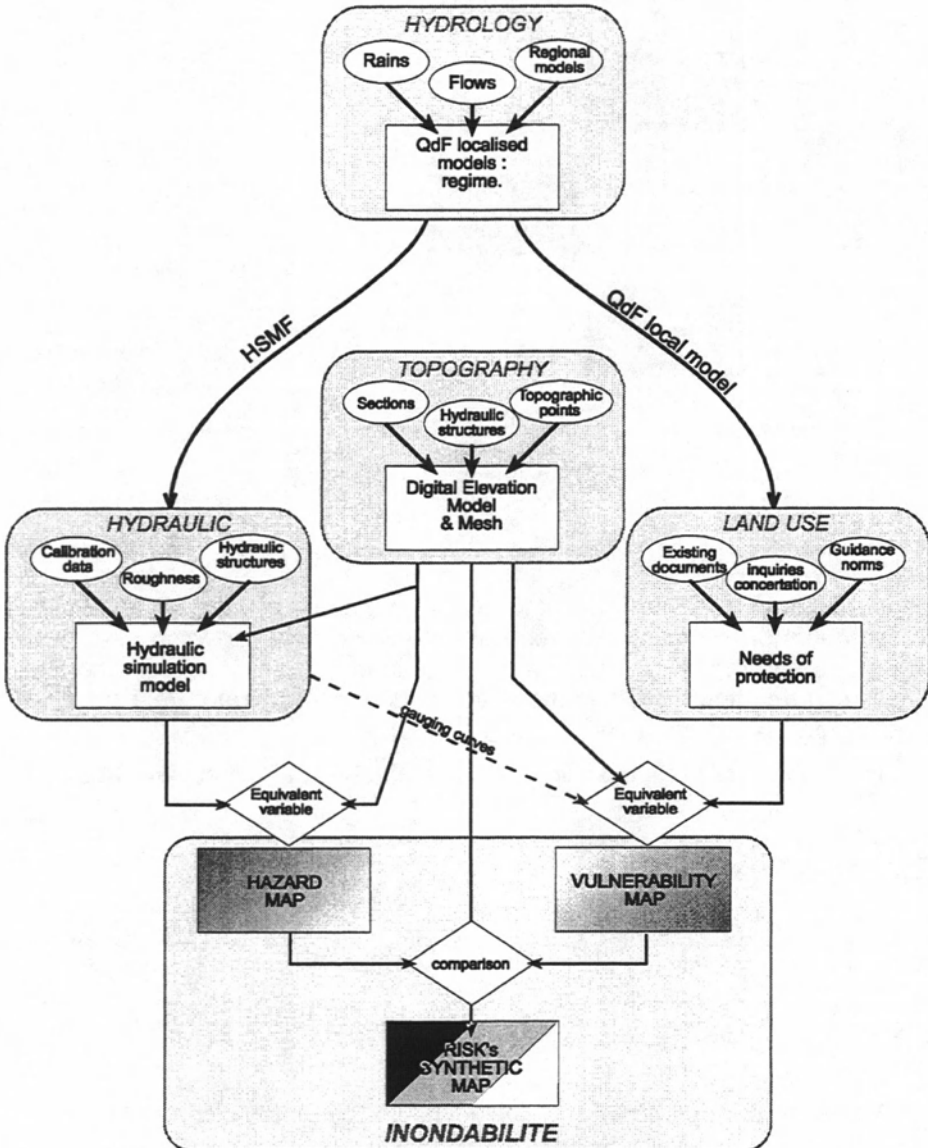 HYDROLOGY
Rains
Flows
Regional
models
QdF localised
models :
regime.
HSMF
QdF local model
TOPOGRAPHY
Sections
Hydraulic
structures
Topographic
points
Digital Elevation
Model
& Mesh
HYDRAULIC
Calibration
data
Roughness
Hydraulic
structures
Hydraulic
simulation
model
LAND USE
Existing
documents
inquiries
concertation
Guidance
norms
Needs of
protection
gauging curves
Equivalent
variable
Equivalent
variable
HAZARD
MAP
VULNERABILITY
MAP
comparison
RISK's
SYNTHETIC
MAP
INONDABILITE